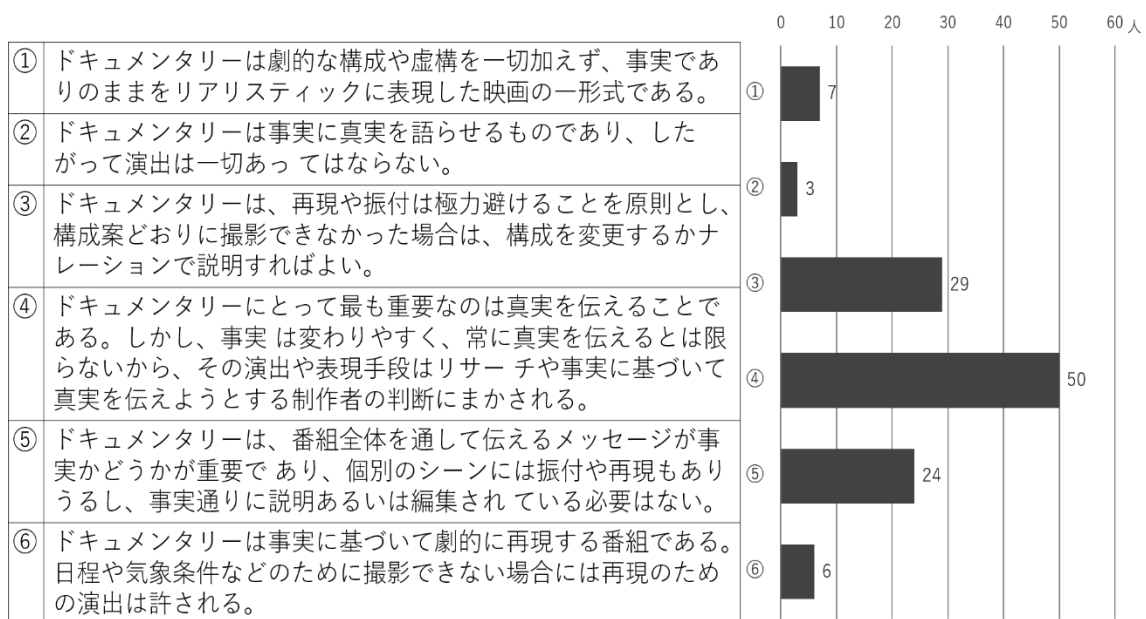 0 10 20 30 40 50 60 人
① ドキュメンタリーは劇的な構成や虚構を一切加えず、事実であ
りのままをリアリスティックに表現した映画の一形式である。
② ドキュメンタリーは事実に真実を語らせるものであり、した
がって演出は一切あっ てはならない。
③ ドキュメンタリーは、再現や振付は極力避けることを原則とし、
構成案どおりに撮影できなかった場合は、構成を変更するかナ
レーションで説明すればよい。
④ ドキュメンタリーにとって最も重要なのは真実を伝えることで
ある。しかし、事実 は変わりやすく、常に真実を伝えるとは限
らないから、その演出や表現手段はリサー チや事実に基づいて
真実を伝えようとする制作者の判断にまかされる。
⑤ ドキュメンタリーは、番組全体を通して伝えるメッセージが事
実かどうかが重要で あり、個別のシーンには振付や再現もあり
うるし、事実通りに説明あるいは編集され ている必要はない。
⑥ ドキュメンタリーは事実に基づいて劇的に再現する番組である。
日程や気象条件などのために撮影できない場合には再現のため
の演出は許される。
① 7
② 3
③ 29
④ 50
⑤ 24
⑥ 6